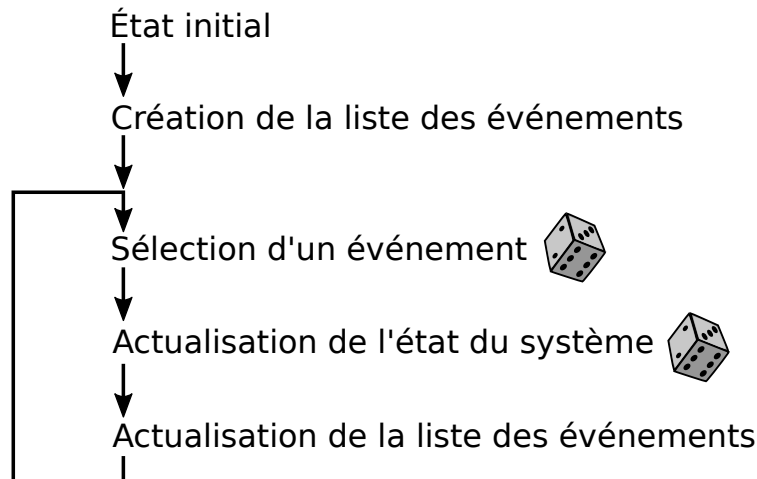 État initial
Création de la liste des événements
Sélection d'un événement
Actualisation de l'état du système
Actualisation de la liste des événements